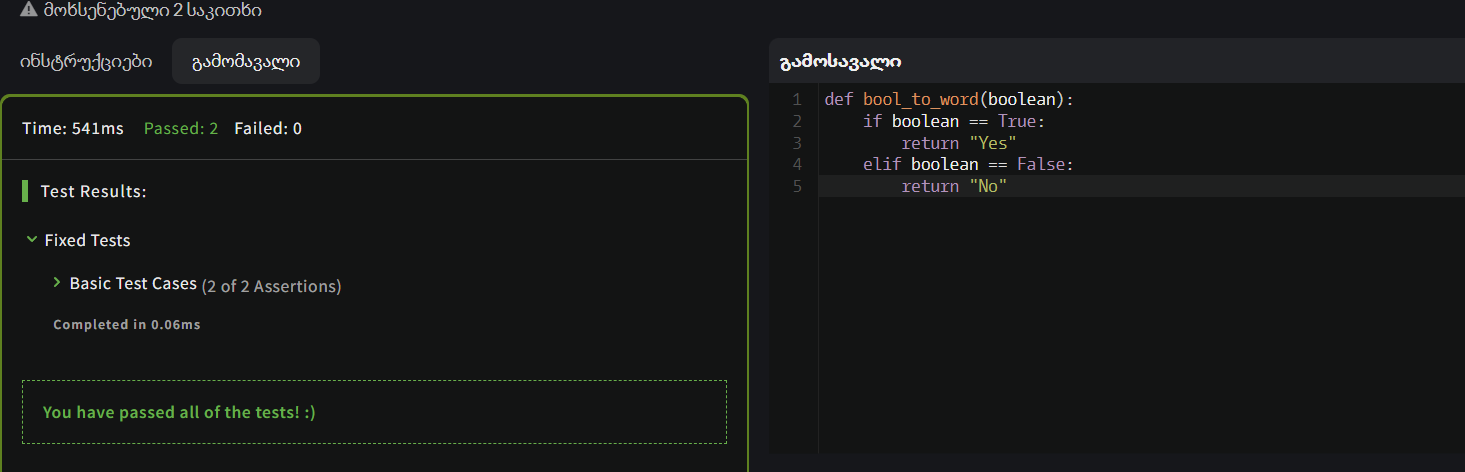 ⚠ მოხსენებული 2 საკითხი
ინსტრუქციები გამომავალი
Time: 541ms Passed: 2 Failed: 0
Test Results:
Fixed Tests
Basic Test Cases (2 of 2 Assertions)
Completed in 0.06ms
You have passed all of the tests! :)
გამოსავალი
1 def bool_to_word(boolean):
2     if boolean == True:
3         return "Yes"
4     elif boolean == False:
5         return "No"